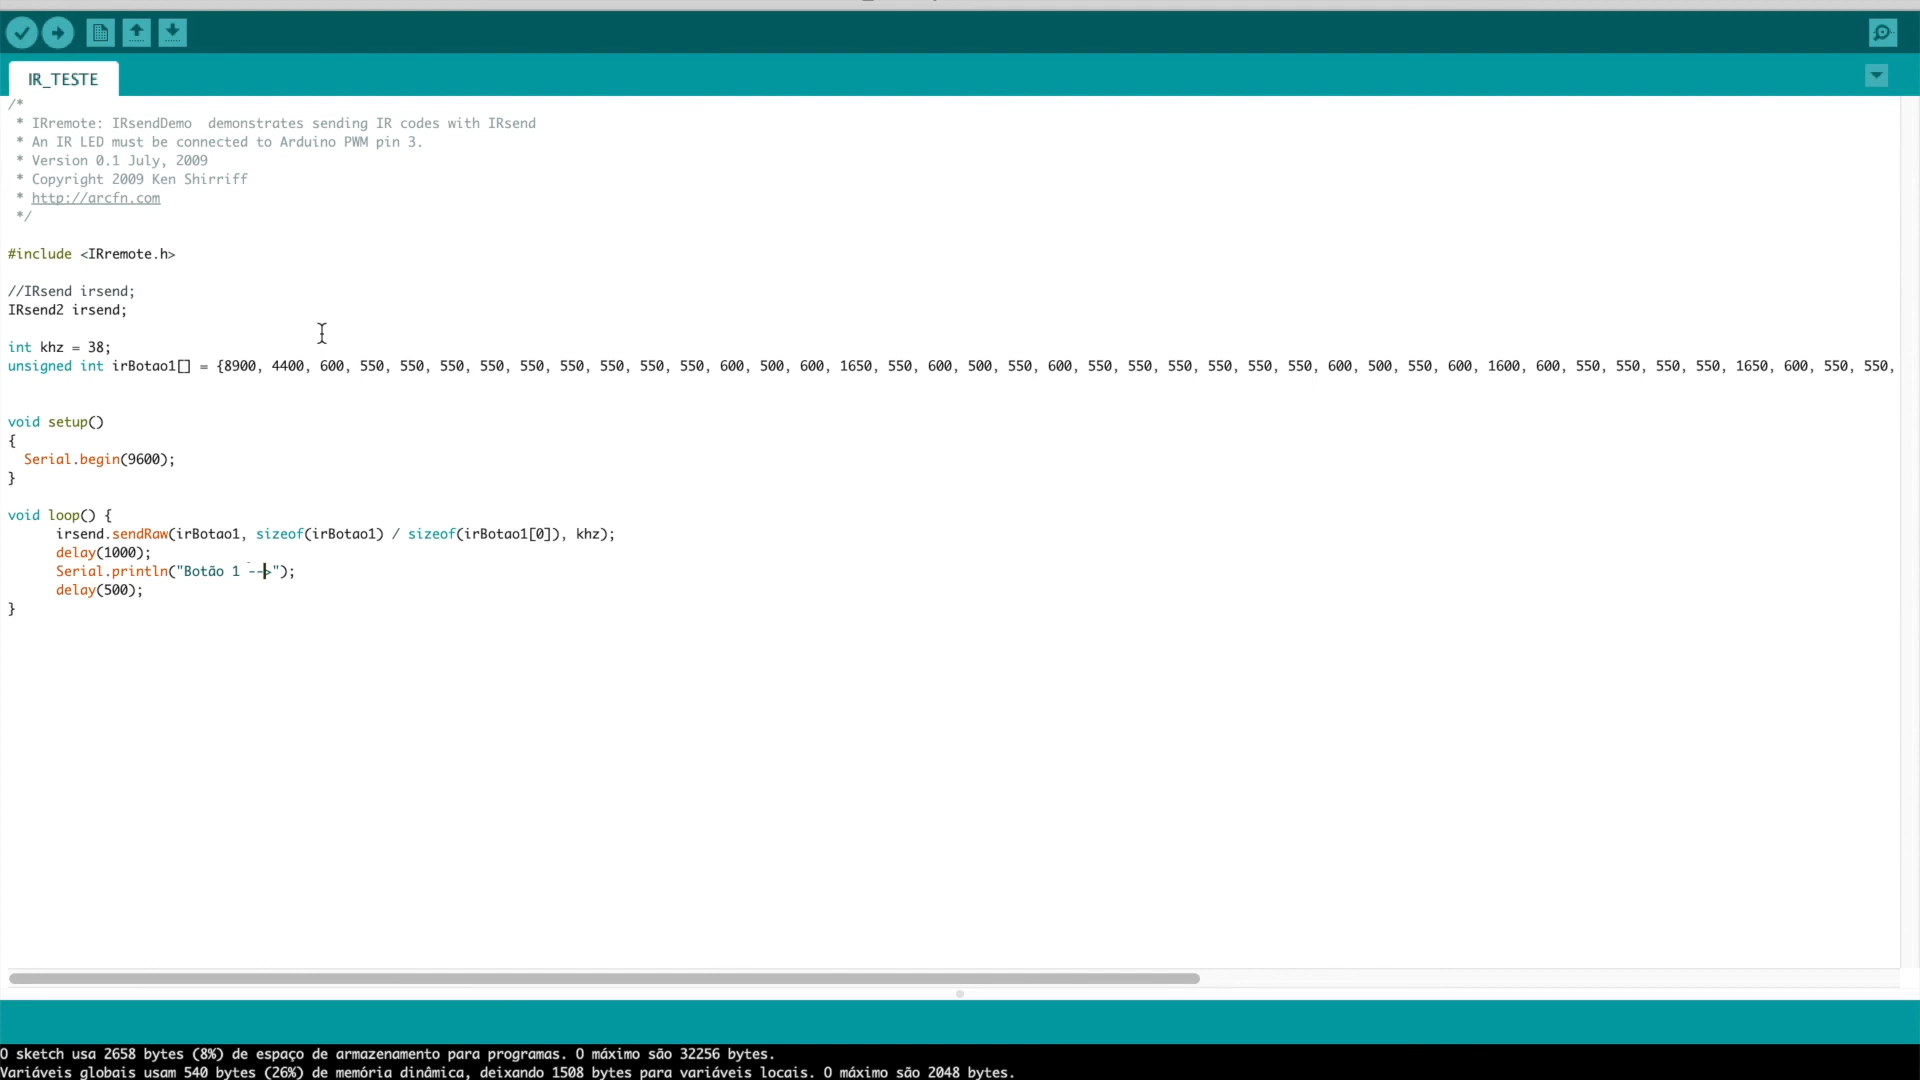 IR_TESTE
/*
 * IRremote: IRsendDemo  demonstrates sending IR codes with IRsend
 * An IR LED must be connected to Arduino PWM pin 3.
 * Version 0.1 July, 2009
 * Copyright 2009 Ken Shirriff
 * http://arcfn.com
 */
#include <IRremote.h>
//IRsend irsend;
IRsend2 irsend;
int khz = 38;
unsigned int irBotao1[] = {8900, 4400, 600, 550, 550, 550, 550, 550, 550, 550, 550, 550, 600, 500, 600, 1650, 550, 600, 500, 550, 600, 550, 550, 550, 550, 550, 550, 600, 500, 550, 600, 1600, 600, 550, 550, 550, 550, 1650, 600, 550, 550,
void setup()
{
  Serial.begin(9600);
}
void loop() {
      irsend.sendRaw(irBotao1, sizeof(irBotao1) / sizeof(irBotao1[0]), khz);
      delay(1000);
      Serial.println("Botão 1 -->");
      delay(500);
}
O sketch usa 2658 bytes (8%) de espaço de armazenamento para programas. O máximo são 32256 bytes.
Variáveis globais usam 540 bytes (26%) de memória dinâmica, deixando 1508 bytes para variáveis locais. O máximo são 2048 bytes.